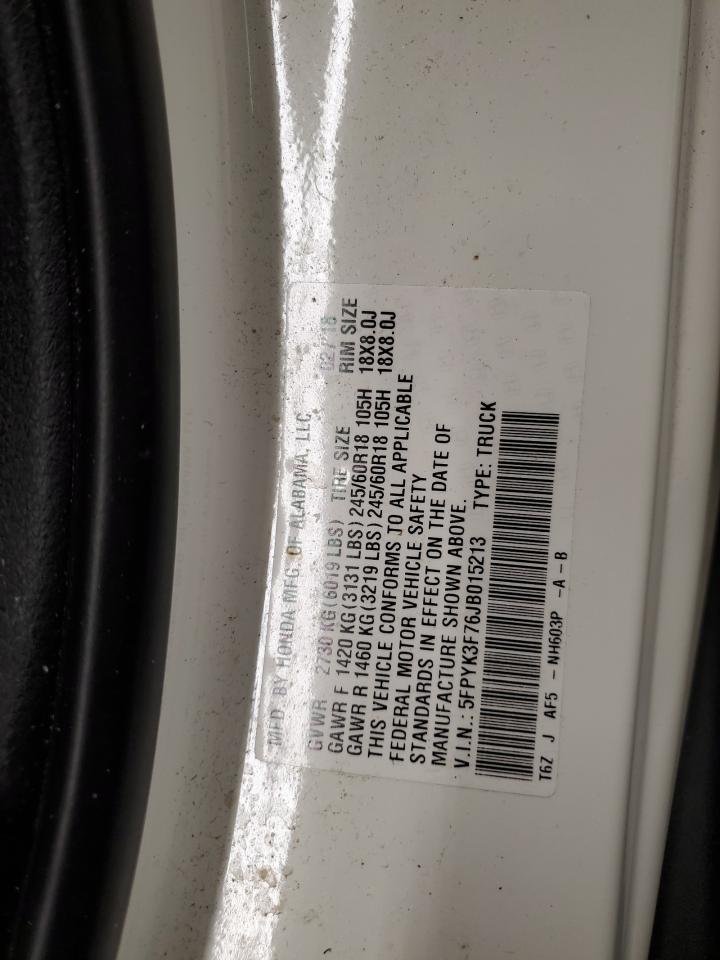 MFD. BY HONDA MFG. OF ALABAMA, LLC 02/18
GVWR 2730 KG(6019 LBS) TIRE SIZE RIM SIZE
GAWR F 1420 KG(3131 LBS)245/60R18 105H 18X8.0J
GAWR R 1460 KG(3219 LBS)245/60R18 105H 18X8.0J
THIS VEHICLE CONFORMS TO ALL APPLICABLE
FEDERAL MOTOR VEHICLE SAFETY
STANDARDS IN EFFECT ON THE DATE OF
MANUFACTURE SHOWN ABOVE.
V.I.N.: 5FPYK3F76JB015213 TYPE: TRUCK
T6Z J AF5 - NH603P -A-B